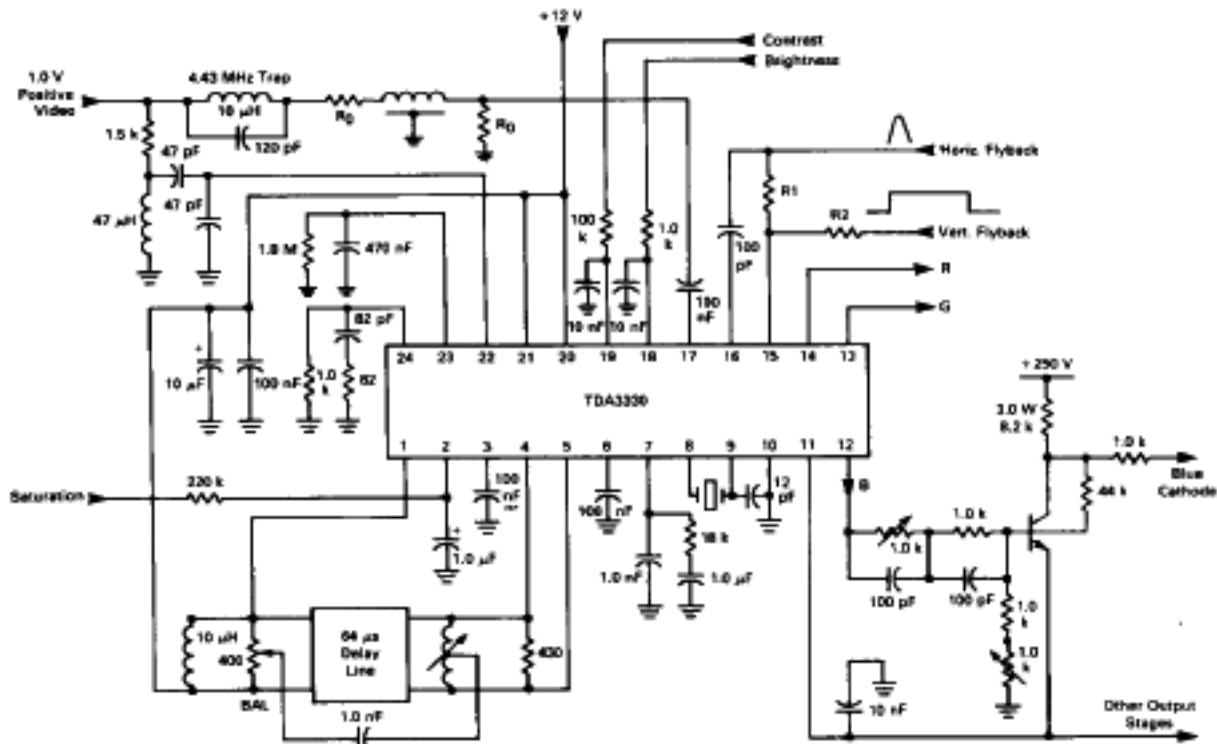 +12 V
Contrast
Brightness
1.0 V
Positive
Video
4.43 MHz Trap
10 μH
120 pF
R0
R0
1.5 k
47 pF
47 pF
47 μH
Horiz. Flyback
R1
R2
Vert. Flyback
100
k
1.0
k
100
pF
1.8 M
470 nF
R
G
10 nF
10 nF
100
nF
82 pF
10 μF
100 nF
1.0
k
82
24
23
22
21
20
19
18
17
16
15
14
13
TDA3330
1
2
3
4
5
6
7
8
9
10
11
12
+250 V
3.0 W
8.2 k
1.0 k
Blue
Cathode
44 k
Saturation
220 k
100
nF
100 nF
12
pF
B
1.0 μF
18 k
1.0 nF
1.0 μF
1.0 k
1.0 k
100 pF
100 pF
1.0
k
1.0
k
10 μH
400
BAL
64 μs
Delay
Line
430
1.0 nF
10 nF
Other Output
Stages